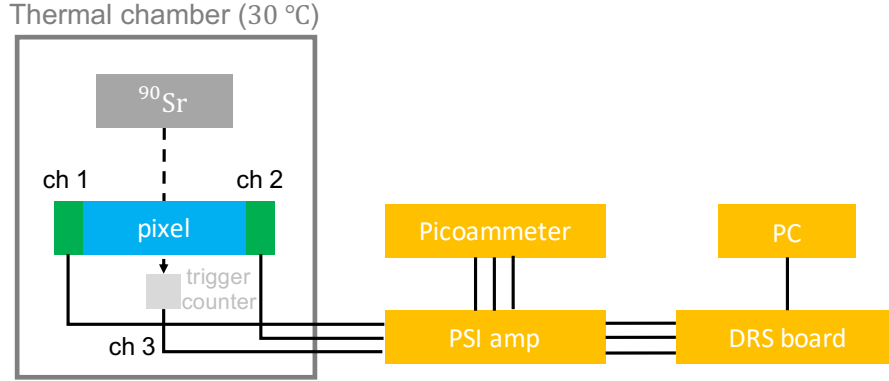 Thermal chamber (30 ℃)
⁹⁰Sr
ch 1
ch 2
pixel
Picoammeter
PC
trigger
counter
ch 3
PSI amp
DRS board